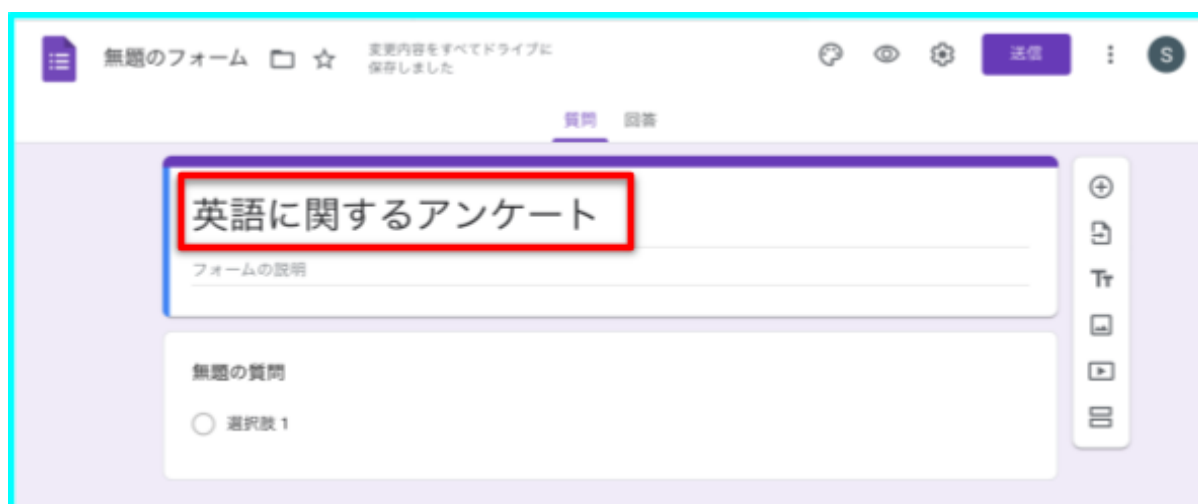 無題のフォーム
変更内容をすべてドライブに
保存しました
送信
S
質問 回答
英語に関するアンケート
フォームの説明
Tт
無題の質問
選択肢 1